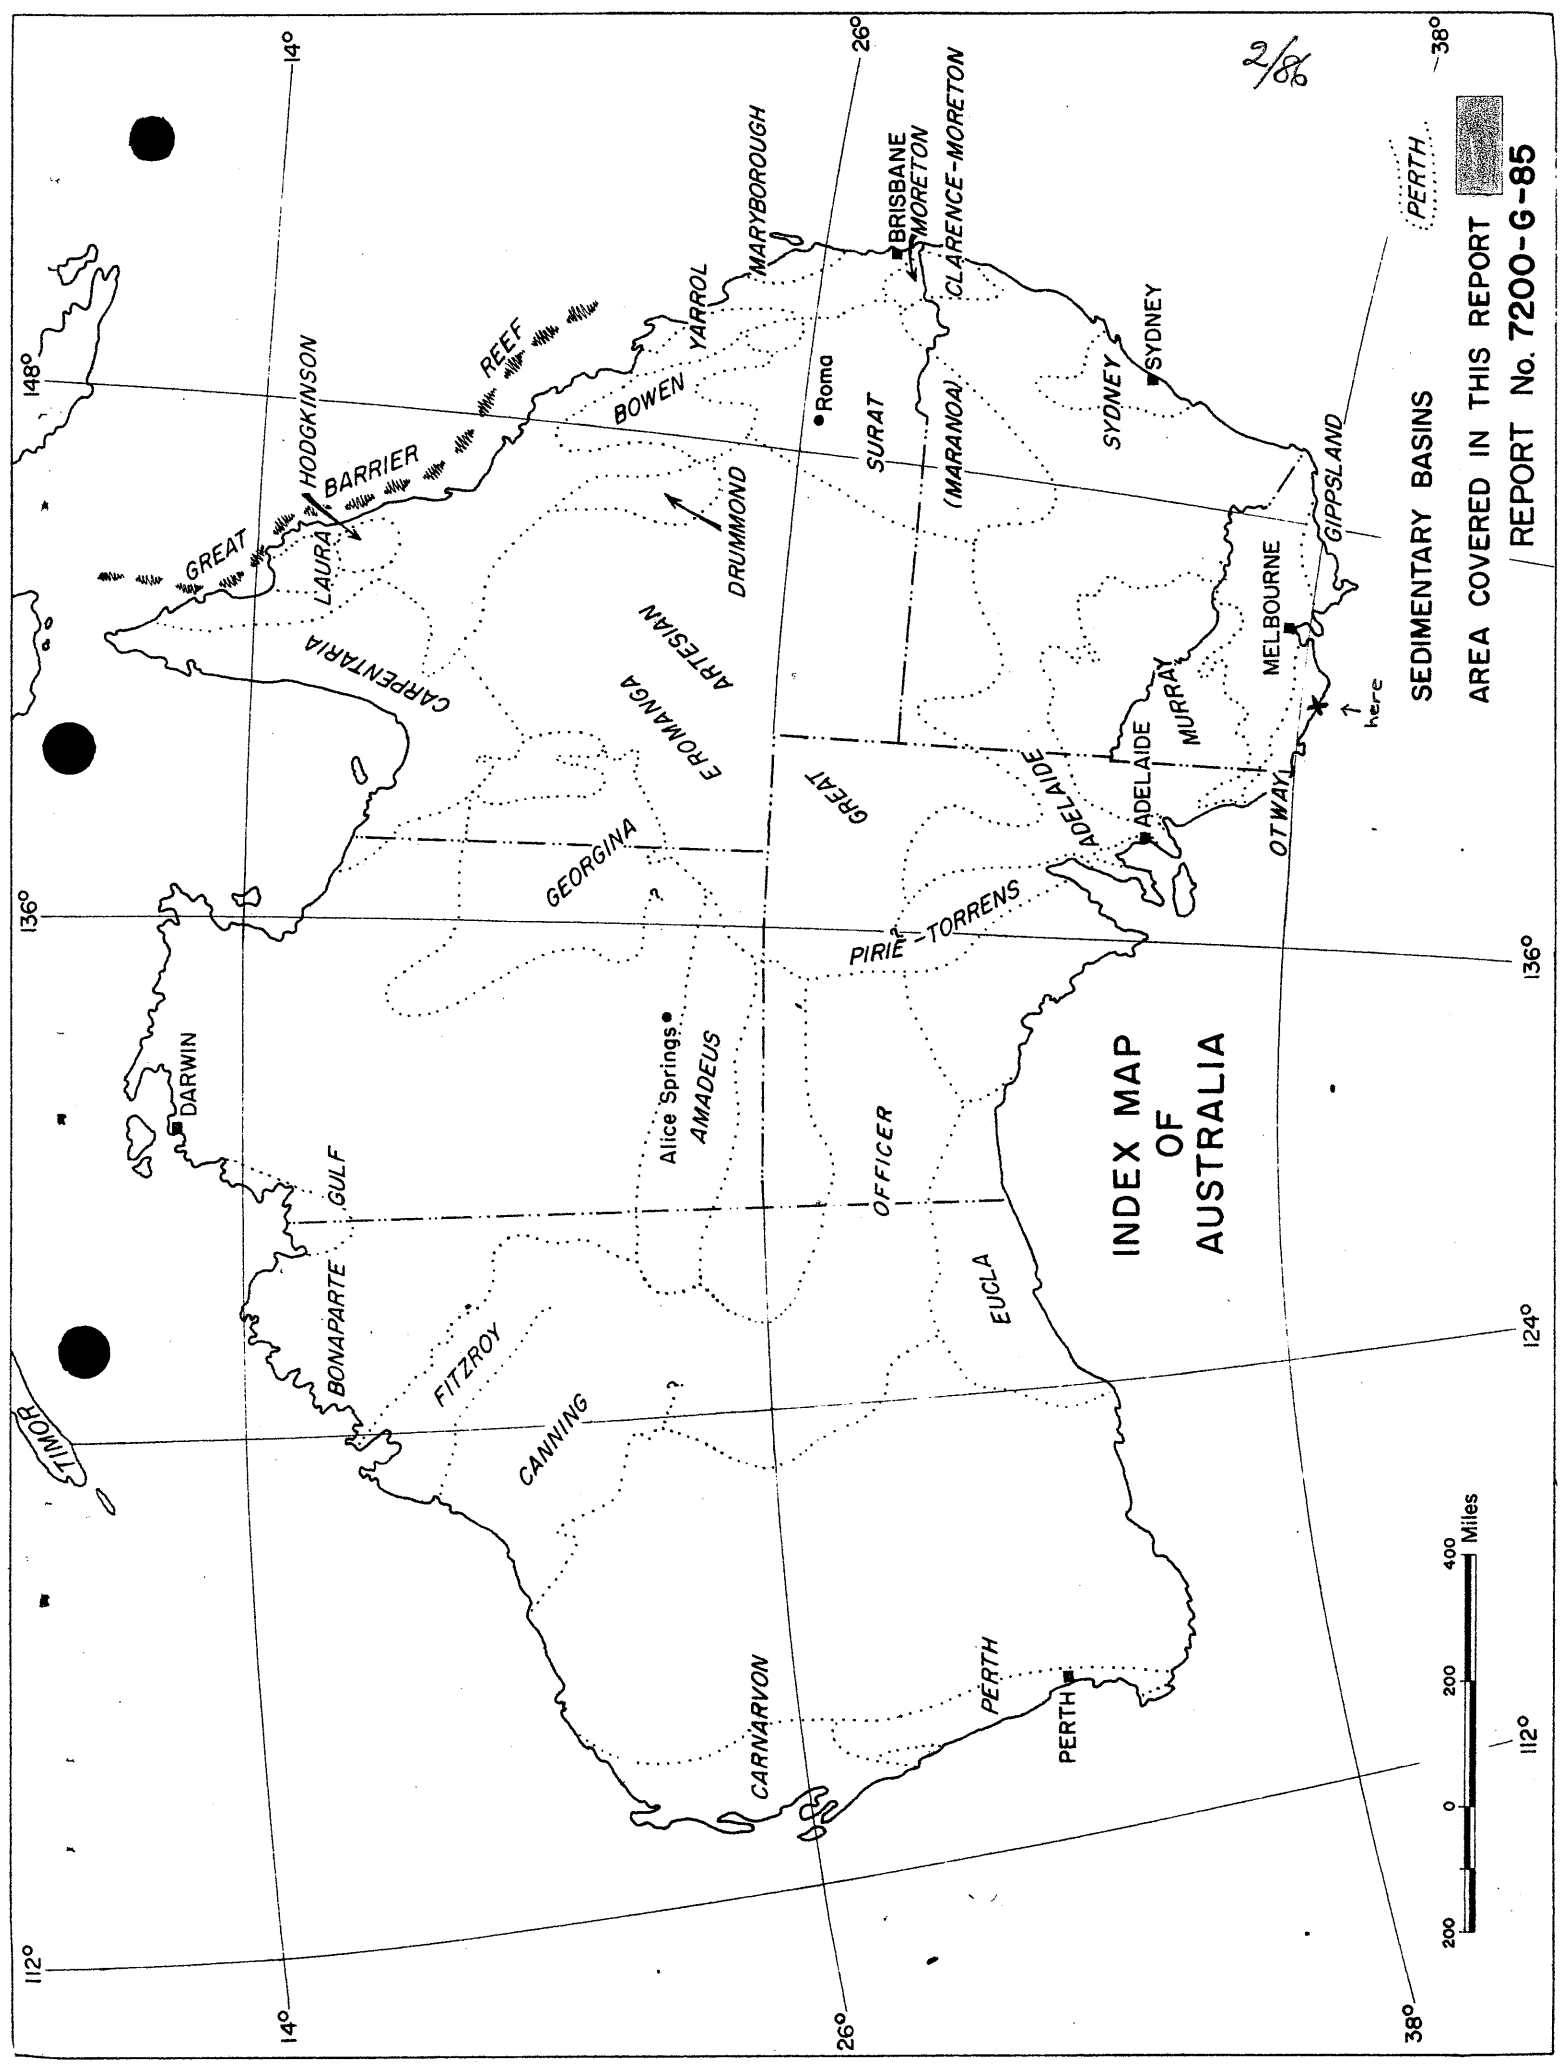 112°
124°
136°
148°
14°
14°
26°
26°
38°
38°
112°
124°
136°
TIMOR
DARWIN
BONAPARTE GULF
FITZROY
CANNING
CARNARVON
PERTH
PERTH
EUCLA
OFFICER
Alice Springs
AMADEUS
GEORGINA
?
?
?
PIRIE-TORRENS
ADELAIDE
ADELAIDE
GREAT
ARTESIAN
EROMANGA
CARPENTARIA
LAURA
HODGKINSON
GREAT
BARRIER
REEF
DRUMMOND
BOWEN
YARROL
MARYBOROUGH
Roma
SURAT
(MARANOA)
BRISBANE
MORETON
CLARENCE-MORETON
SYDNEY
SYDNEY
MURRAY
MELBOURNE
GIPPSLAND
OTWAY
here
2/86
INDEX MAP
OF
AUSTRALIA
200 0 200 400 Miles
SEDIMENTARY BASINS PERTH
AREA COVERED IN THIS REPORT
REPORT No. 7200-G-85